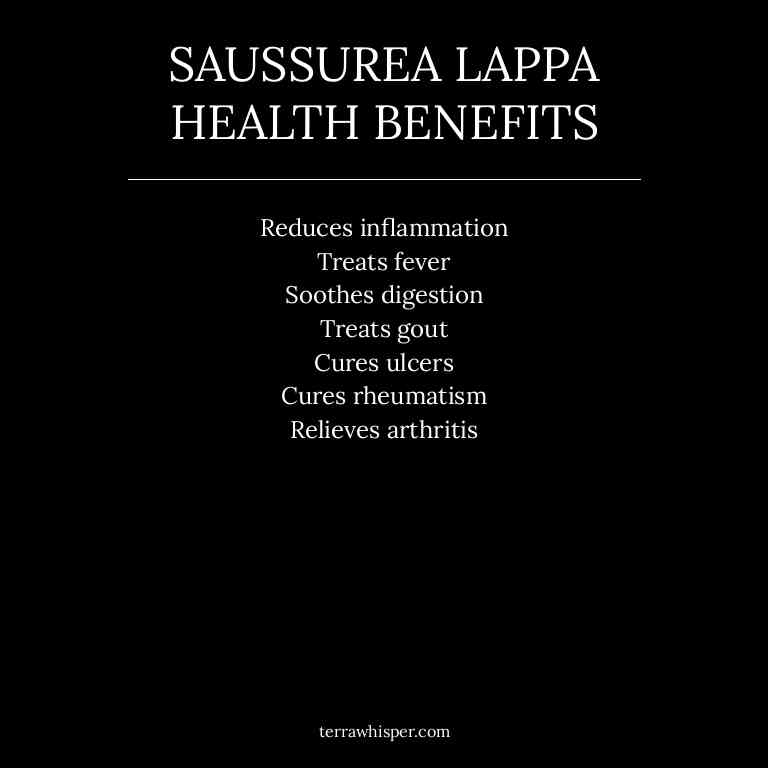 SAUSSUREA LAPPA
HEALTH BENEFITS
Reduces inflammation
Treats fever
Soothes digestion
Treats gout
Cures ulcers
Cures rheumatism
Relieves arthritis
terrawhisper.com